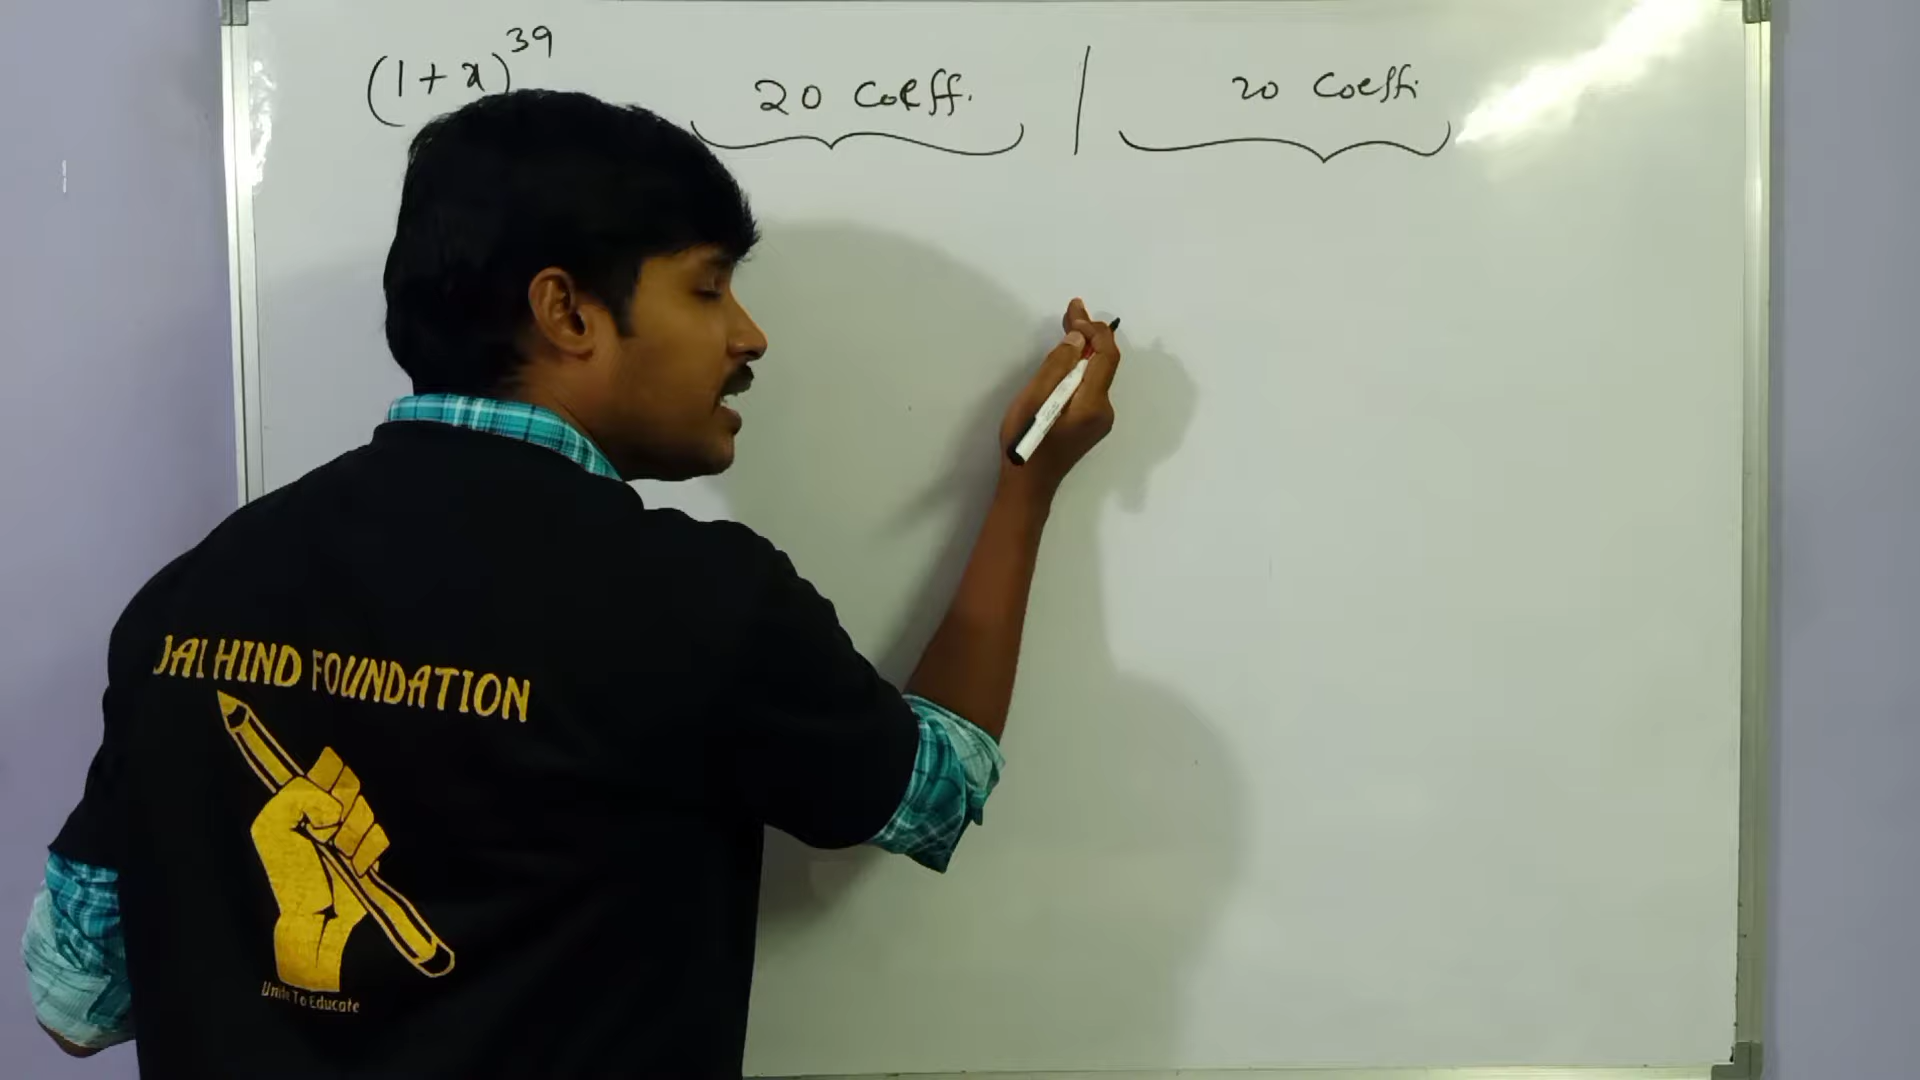 (1+x)^39 20 Coeff. | 20 Coeffi
JAI HIND FOUNDATION
Unite To Educate